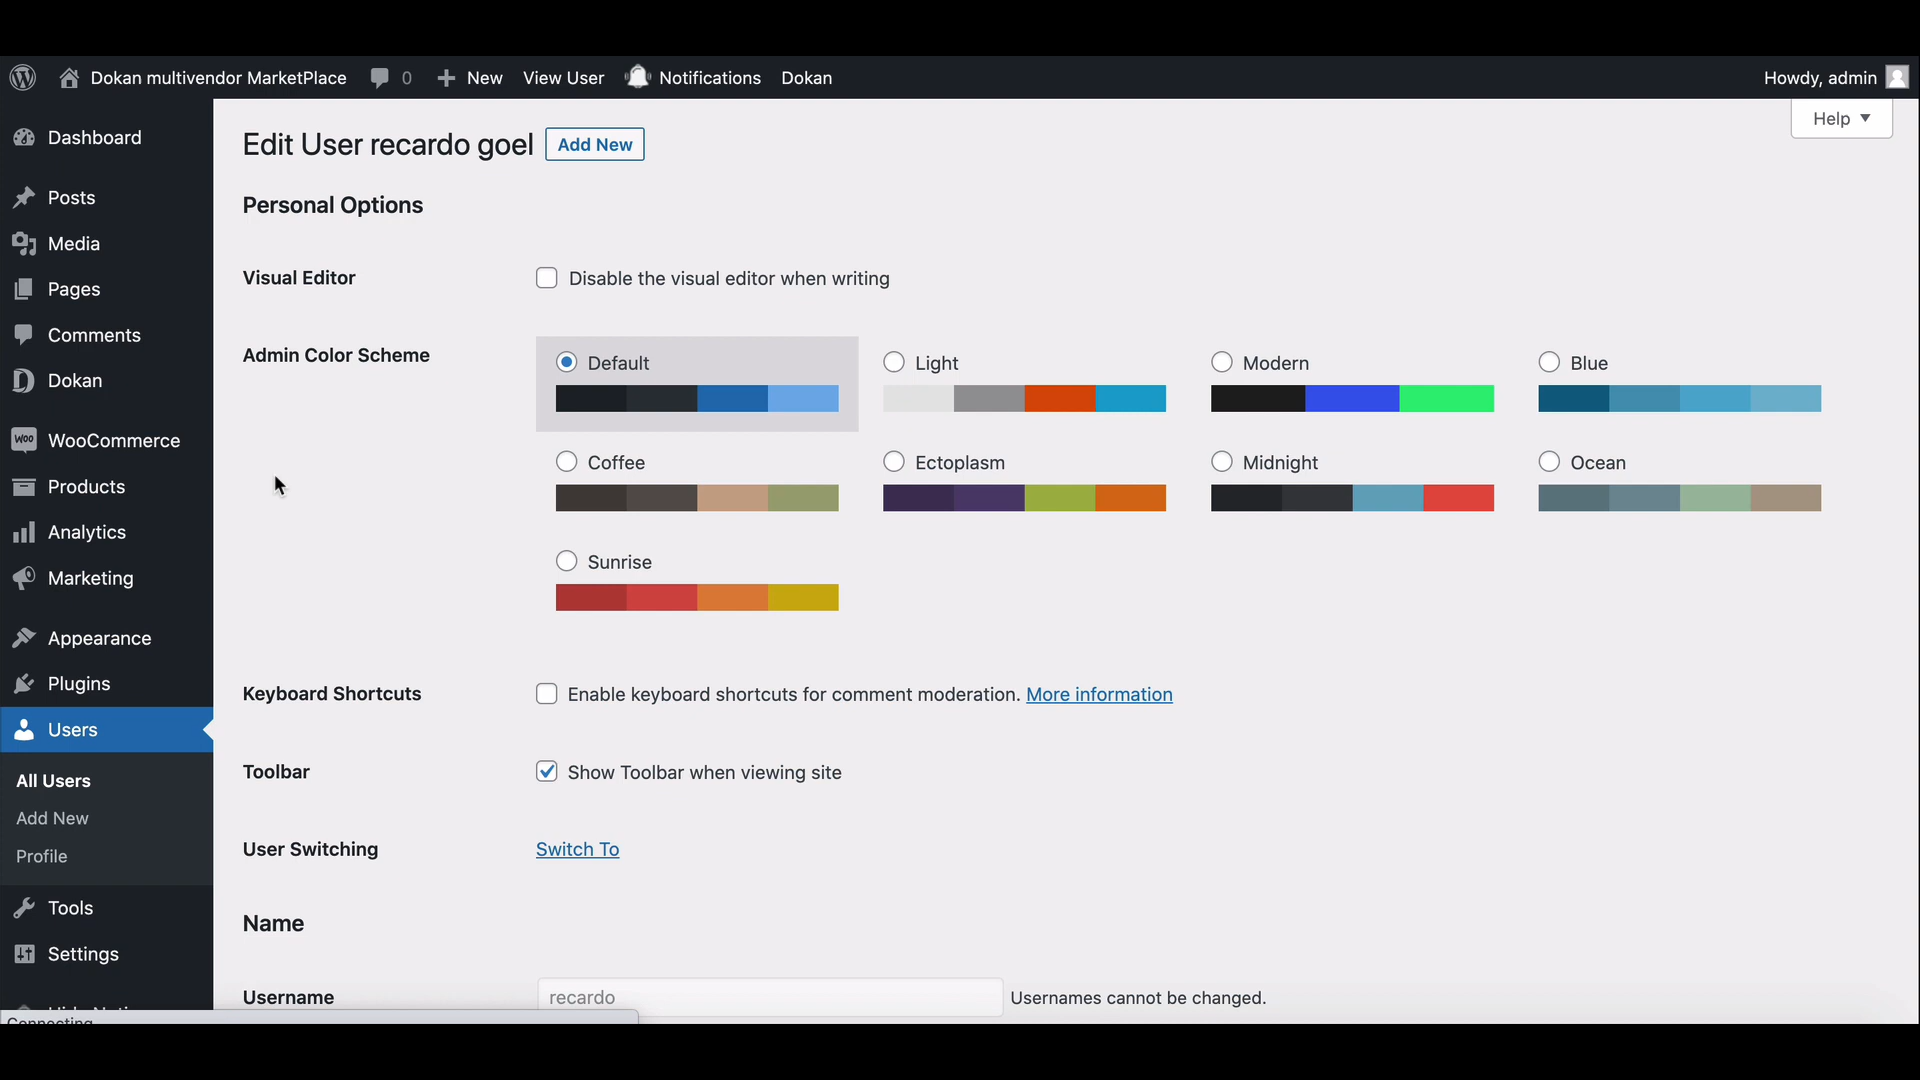 Dokan multivendor MarketPlace 0 New View User Notifications Dokan Howdy, admin
Help
Dashboard
Posts
Media
Pages
Comments
Dokan
WooCommerce
Products
Analytics
Marketing
Appearance
Plugins
Users
All Users
Add New
Profile
Tools
Settings
Edit User recardo goel Add New
Personal Options
Visual Editor Disable the visual editor when writing
Admin Color Scheme
Default Light Modern Blue
Coffee Ectoplasm Midnight Ocean
Sunrise
Keyboard Shortcuts Enable keyboard shortcuts for comment moderation. More information
Toolbar Show Toolbar when viewing site
User Switching Switch To
Name
Username recardo Usernames cannot be changed.